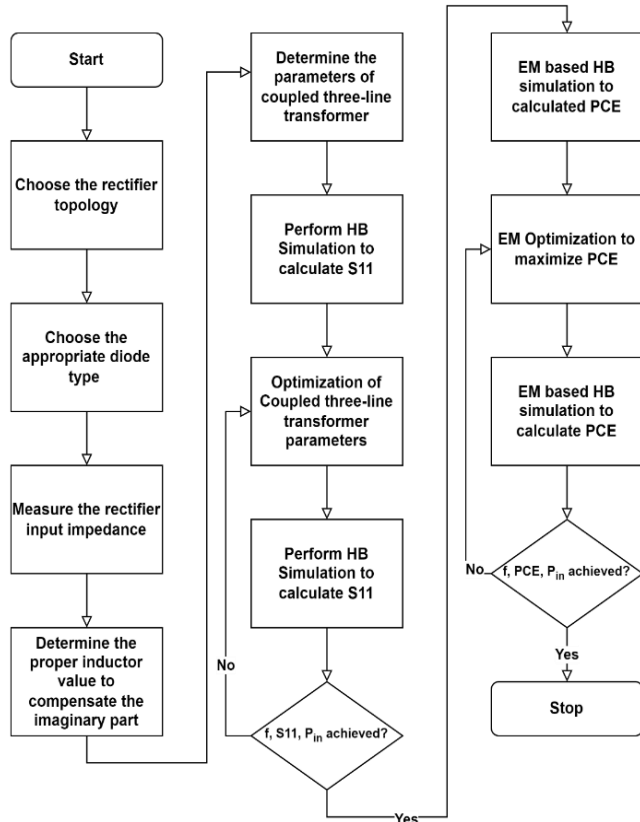 Start
Choose the rectifier
topology
Choose the
appropriate diode
type
Measure the rectifier
input impedance
Determine the
proper inductor
value to
compensate the
imaginary part
Determine the
parameters of
coupled three-line
transformer
Perform HB
Simulation to
calculate S11
Optimization of
Coupled three-line
transformer
parameters
Perform HB
Simulation to
calculate S11
No
f, S11, Pin achieved?
Yes
EM based HB
simulation to
calculated PCE
EM Optimization to
maximize PCE
EM based HB
simulation to
calculate PCE
No
f, PCE, Pin achieved?
Yes
Stop